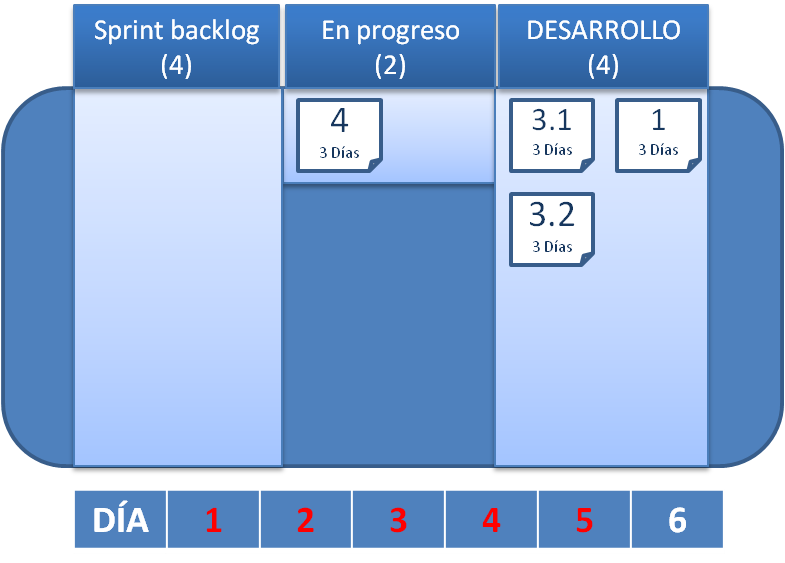 Sprint backlog
(4)
En progreso
(2)
DESARROLLO
(4)
4
3 Días
3.1
3 Días
1
3 Días
3.2
3 Días
DÍA 1 2 3 4 5 6